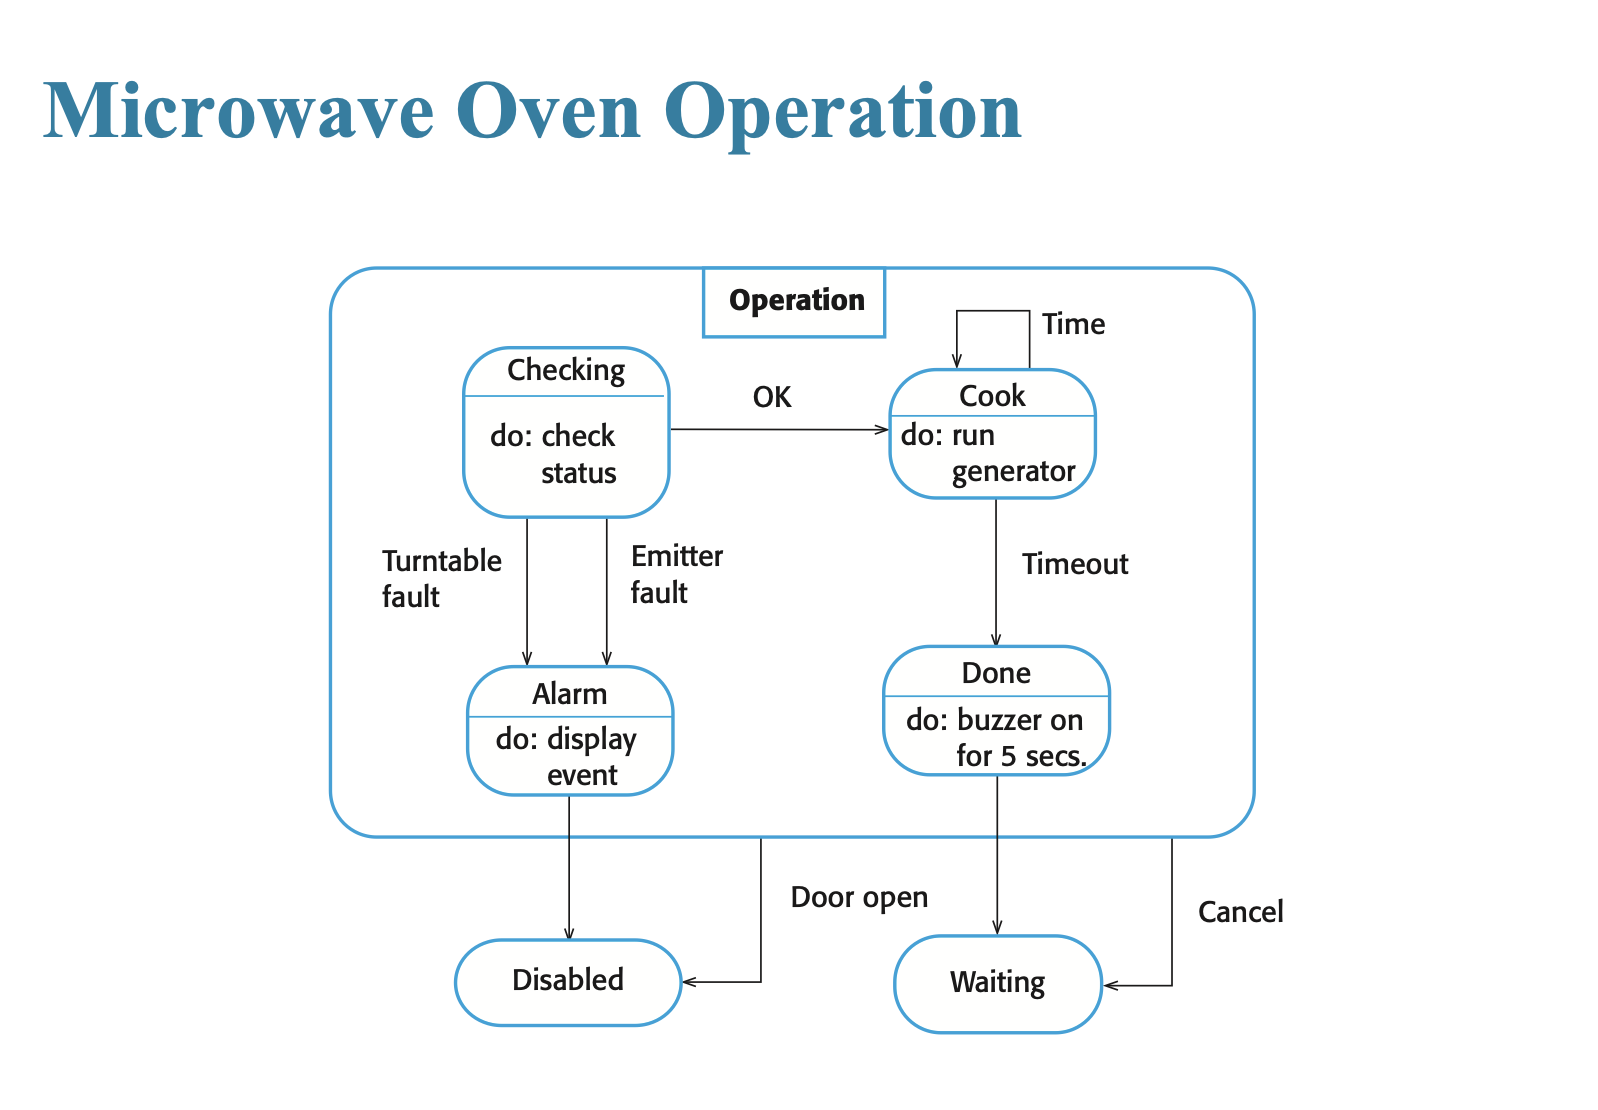 Microwave Oven Operation
Operation
Time
Checking
OK
Cook
do: check
status
do: run
generator
Turntable
fault
Emitter
fault
Timeout
Alarm
do: display
event
Done
do: buzzer on
for 5 secs.
Door open
Cancel
Disabled
Waiting